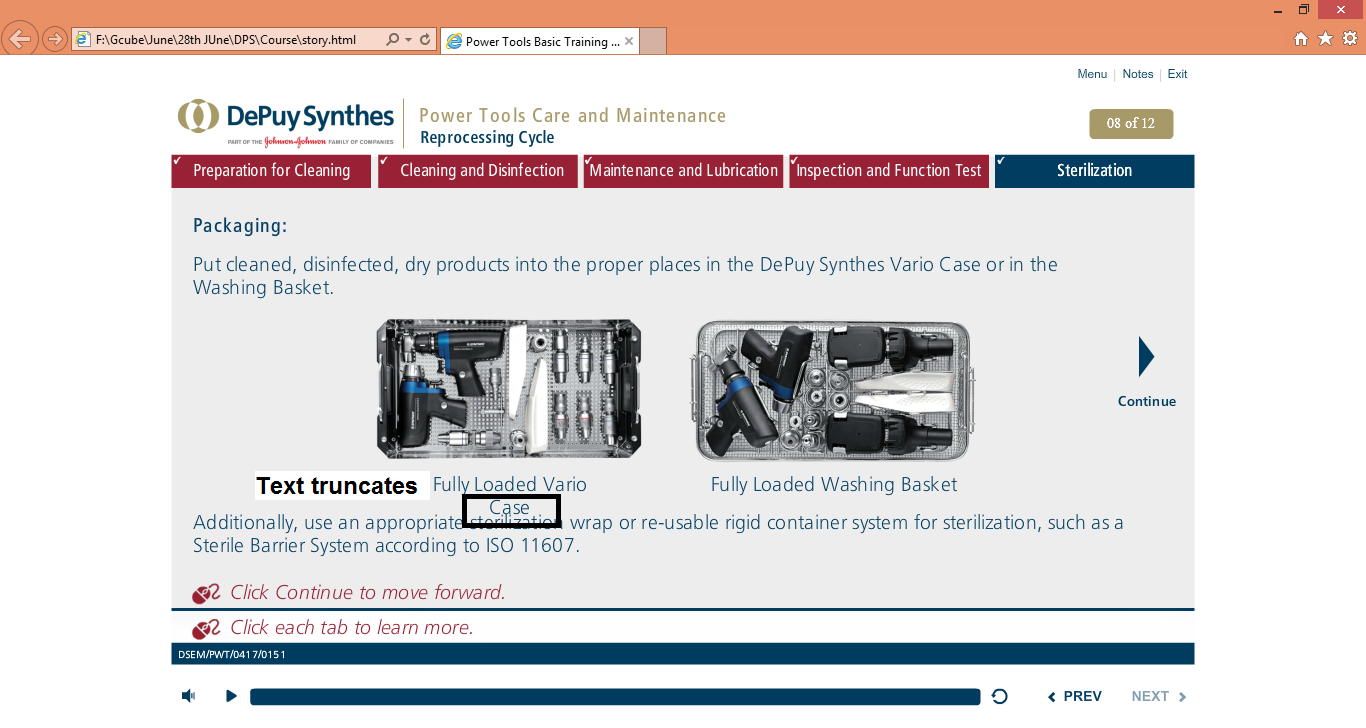 F:\Gcube\June\28th JUne\DPS\Course\story.html
Power Tools Basic Training ...
Menu | Notes | Exit
DePuy Synthes
PART OF THE Johnson & Johnson FAMILY OF COMPANIES
Power Tools Care and Maintenance
Reprocessing Cycle
08 of 12
Preparation for Cleaning
Cleaning and Disinfection
Maintenance and Lubrication
Inspection and Function Test
Sterilization
Packaging:
Put cleaned, disinfected, dry products into the proper places in the DePuy Synthes Vario Case or in the
Washing Basket.
Continue
Text truncates
Fully Loaded Vario
Case
Fully Loaded Washing Basket
Additionally, use an appropriate sterilization wrap or re-usable rigid container system for sterilization, such as a
Sterile Barrier System according to ISO 11607.
Click Continue to move forward.
Click each tab to learn more.
DSEM/PWT/0417/0151
PREV
NEXT